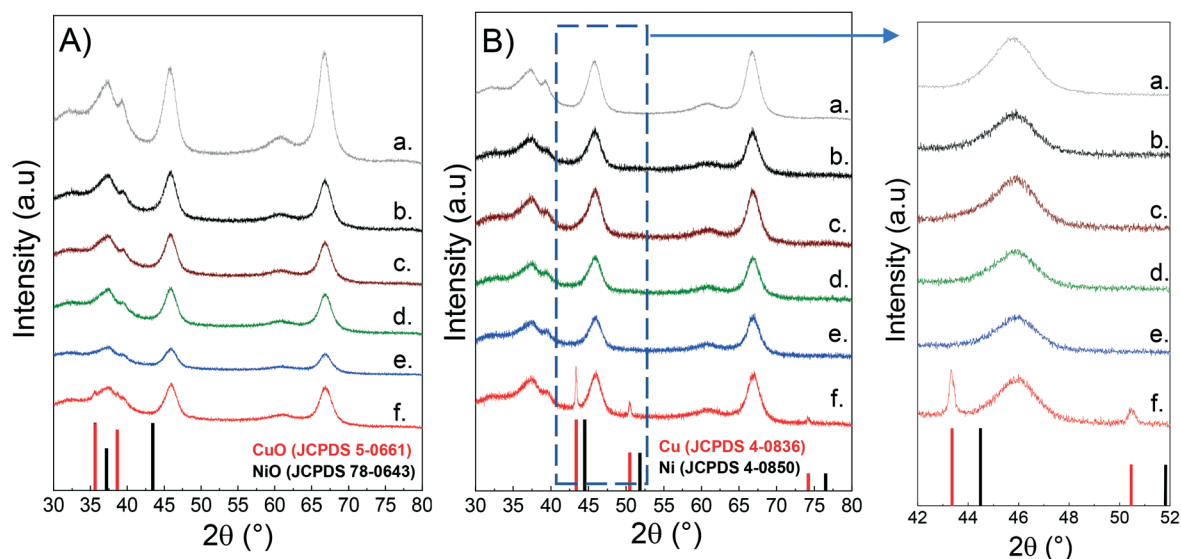 A)
a.
b.
c.
d.
e.
f.
CuO (JCPDS 5-0661)
NiO (JCPDS 78-0643)
30 35 40 45 50 55 60 65 70 75 80
2θ (°)
Intensity (a.u)
B)
a.
b.
c.
d.
e.
f.
Cu (JCPDS 4-0836)
Ni (JCPDS 4-0850)
30 35 40 45 50 55 60 65 70 75 80
2θ (°)
Intensity (a.u)
a.
b.
c.
d.
e.
f.
42 44 46 48 50 52
2θ (°)
Intensity (a.u)